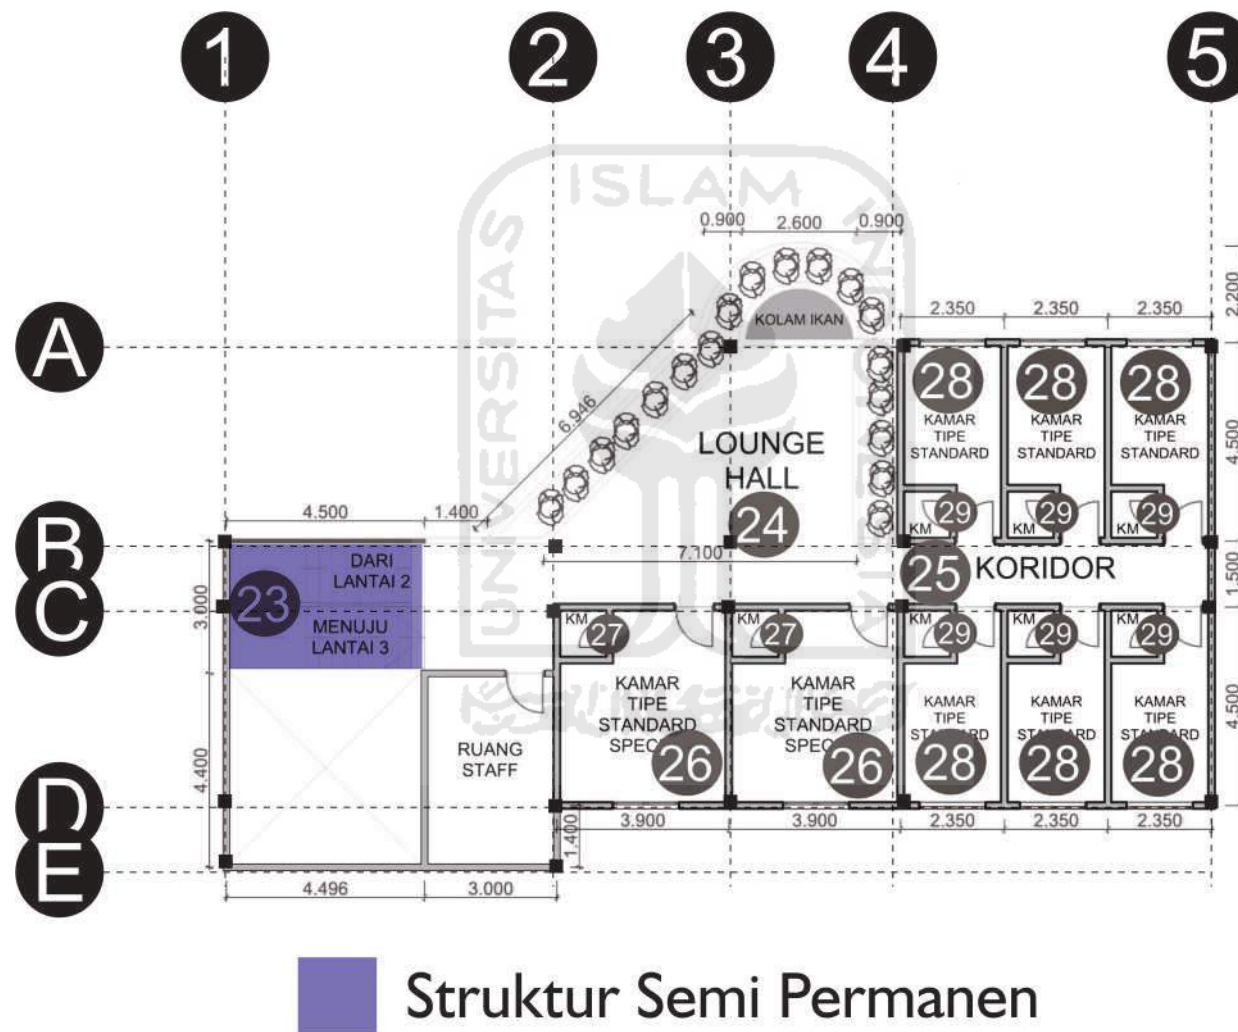 1 2 3 4 5
ISLAM
UNIVERSITAS
INDONESIA
0.900 2.600 0.900
2.200
A
KOLAM IKAN
2.350 2.350 2.350
6.946
28 28 28
KAMAR TIPE STANDARD
KAMAR TIPE STANDARD
KAMAR TIPE STANDARD
4.500
LOUNGE
HALL
24
KM 29 KM 29 KM 29
4.500 1.400
B
7.100
25 KORIDOR
1.500
DARI
LANTAI 2
23
C
3.000
MENUJU
LANTAI 3
KM 27 KM 27 KM 29 KM 29 KM 29
KAMAR
TIPE
STANDARD
26
KAMAR
TIPE
STANDARD
26
KAMAR
TIPE
28
KAMAR
TIPE
28
KAMAR
TIPE
28
4.500
RUANG
STAFF
4.400
D
3.900 3.900 2.350 2.350 2.350
1.400
E
4.496 3.000
Struktur Semi Permanen